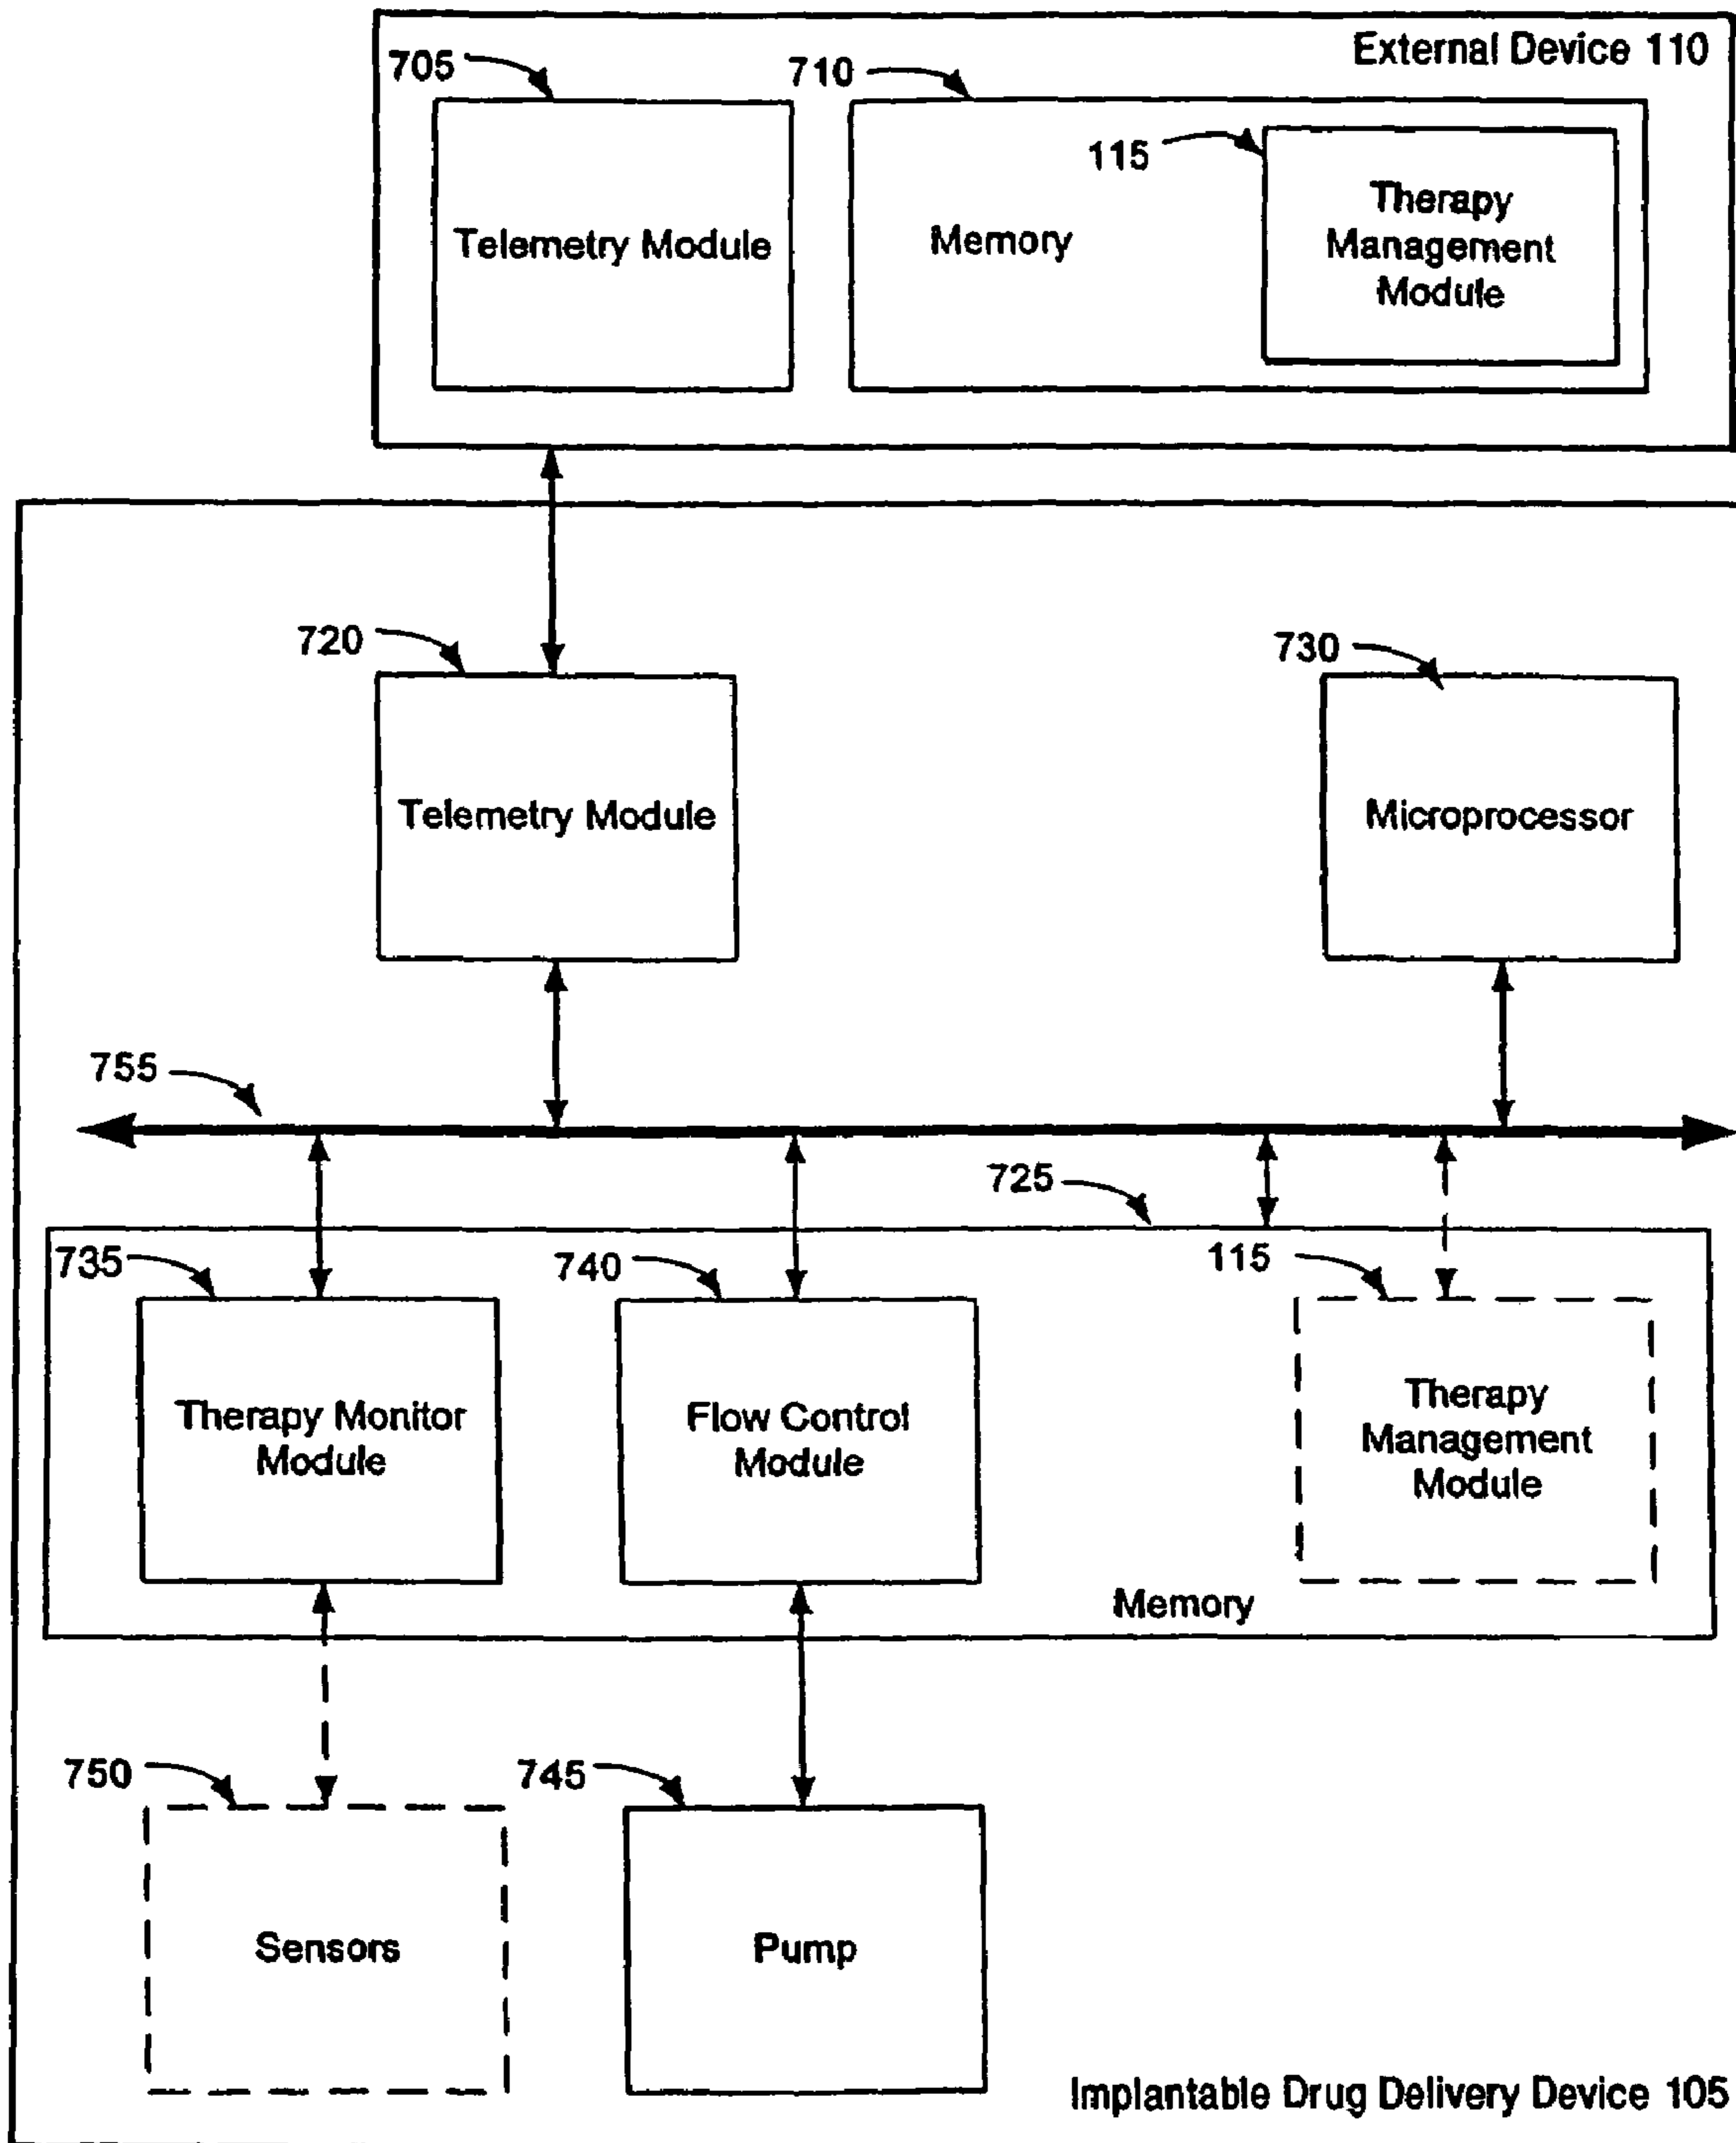 External Device 110
705
710
115
Telemetry Module
Memory
Therapy
Management
Module
720
730
Telemetry Module
Microprocessor
755
725
735
740
115
Therapy Monitor
Module
Flow Control
Module
Therapy
Management
Module
Memory
750
745
Sensors
Pump
Implantable Drug Delivery Device 105